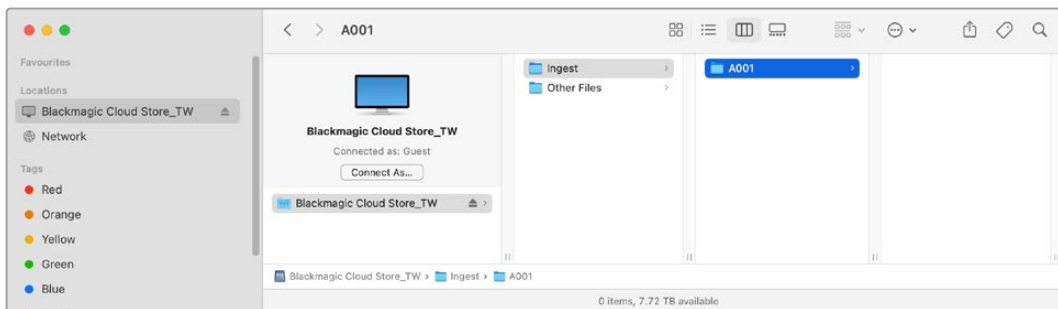 A001
Favourites
Locations
Blackmagic Cloud Store_TW
Network
Tags
Red
Orange
Yellow
Green
Blue
Blackmagic Cloud Store_TW
Connected as: Guest
Connect As...
Blackmagic Cloud Store_TW
Ingest
Other Files
A001
Blackmagic Cloud Store_TW › Ingest › A001
0 items, 7.72 TB available